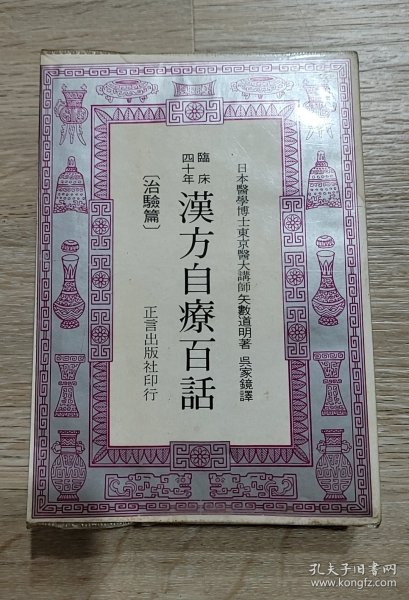 日本醫學博士東京醫大講師矢數道明著 吳家鏡譯
臨床
四十年
漢方自療百話
〔治驗篇〕
正言出版社印行
孔夫子旧书网
www.kongfz.com